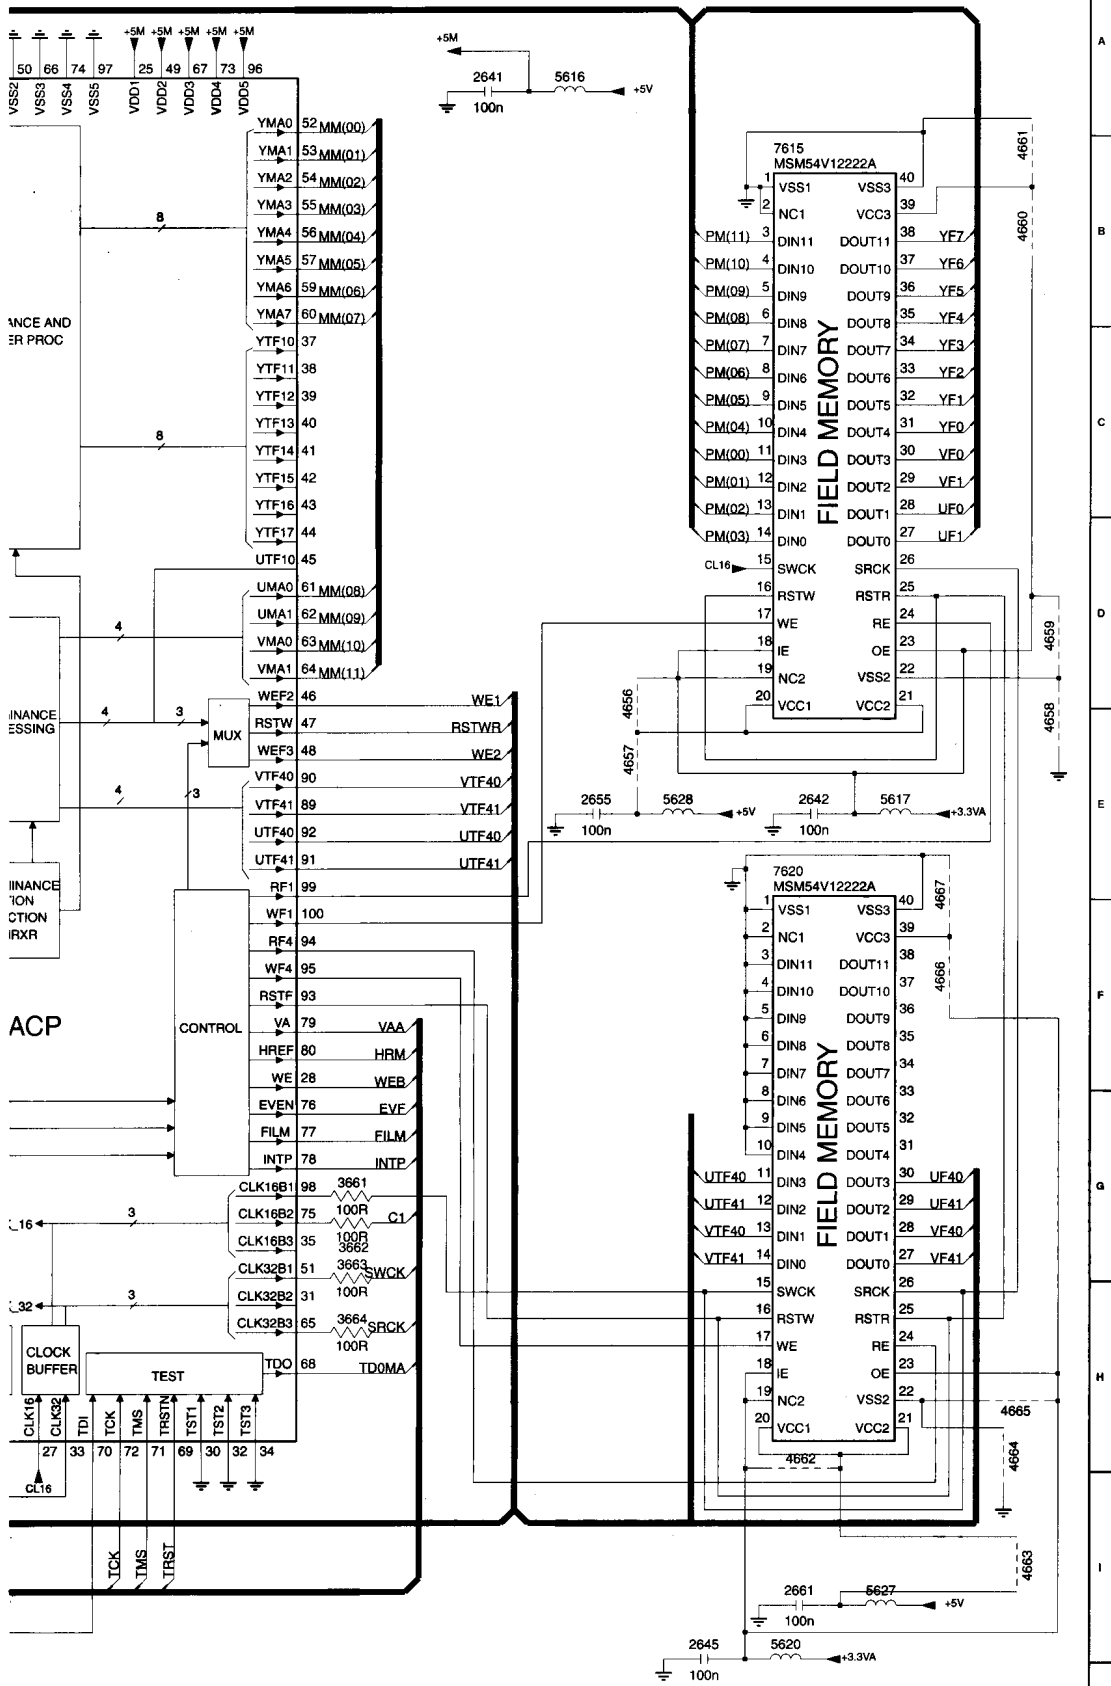 +5M +5M +5M +5M +5M
50 66 74 97 25 49 67 73 96
VSS2 VSS3 VSS4 VSS5 VDD1 VDD2 VDD3 VDD4 VDD5
+5M
2641 5616
100n
+5V
A
B
C
D
E
F
G
H
I
YMA0 52 MM(00)
YMA1 53 MM(01)
YMA2 54 MM(02)
YMA3 55 MM(03)
8
YMA4 56 MM(04)
YMA5 57 MM(05)
YMA6 59 MM(06)
YMA7 60 MM(07)
ANCE AND
ER PROC
YTF10 37
YTF11 38
YTF12 39
YTF13 40
8
YTF14 41
YTF15 42
YTF16 43
YTF17 44
UTF10 45
UMA0 61 MM(08)
UMA1 62 MM(09)
4
VMA0 63 MM(10)
VMA1 64 MM(11)
WEF2 46 WE1
INANCE
ESSING
4 3
MUX
RSTW 47 RSTWR
WEF3 48 WE2
3
VTF40 90 VTF40
4
VTF41 89 VTF41
UTF40 92 UTF40
UTF41 91 UTF41
INANCE
TION
CTION
IRXR
RF1 99
WF1 100
RF4 94
WF4 95
RSTF 93
ACP
CONTROL
VA 79 VAA
HREF 80 HRM
WE 28 WEB
EVEN 76 EVF
FILM 77 FILM
INTP 78 INTP
CLK16B1 98 3661
100R
_16
3
CLK16B2 75 C1
100R
CLK16B3 35 3662
CLK32B1 51 3663 SWCK
100R
_32
3
CLK32B2 31
CLK32B3 65 3664 SRCK
100R
CLOCK
BUFFER
TEST
TDO 68 TD0MA
CLK16 CLK32 TDI TCK TMS TRSTN TST1 TST2 TST3
27 33 70 72 71 69 30 32 34
CL16
TCK TMS TRST
7615
MSM54V12222A
1 VSS1 VSS3 40
2 NC1 VCC3 39
PM(11) 3 DIN11 DOUT11 38 YF7
PM(10) 4 DIN10 DOUT10 37 YF6
PM(09) 5 DIN9 DOUT9 36 YF5
PM(08) 6 DIN8 DOUT8 35 YF4
PM(07) 7 DIN7 DOUT7 34 YF3
PM(06) 8 DIN6 DOUT6 33 YF2
PM(05) 9 DIN5 DOUT5 32 YF1
PM(04) 10 DIN4 DOUT4 31 YF0
PM(00) 11 DIN3 DOUT3 30 VF0
PM(01) 12 DIN2 DOUT2 29 VF1
PM(02) 13 DIN1 DOUT1 28 UF0
PM(03) 14 DIN0 DOUT0 27 UF1
FIELD MEMORY
CL16 15 SWCK SRCK 26
16 RSTW RSTR 25
17 WE RE 24
18 IE OE 23
19 NC2 VSS2 22
20 VCC1 VCC2 21
4661
4660
4659
4658
4656
4657
2655 5628
100n
+5V
2642 5617
100n
+3.3VA
7620
MSM54V12222A
1 VSS1 VSS3 40
2 NC1 VCC3 39
3 DIN11 DOUT11 38
4 DIN10 DOUT10 37
5 DIN9 DOUT9 36
6 DIN8 DOUT8 35
7 DIN7 DOUT7 34
8 DIN6 DOUT6 33
9 DIN5 DOUT5 32
10 DIN4 DOUT4 31
UTF40 11 DIN3 DOUT3 30 UF40
UTF41 12 DIN2 DOUT2 29 UF41
VTF40 13 DIN1 DOUT1 28 VF40
VTF41 14 DIN0 DOUT0 27 VF41
FIELD MEMORY
15 SWCK SRCK 26
16 RSTW RSTR 25
17 WE RE 24
18 IE OE 23
19 NC2 VSS2 22
20 VCC1 VCC2 21
4667
4666
4665
4664
4662
4663
2661 5627
100n
+5V
2645 5620
100n
+3.3VA